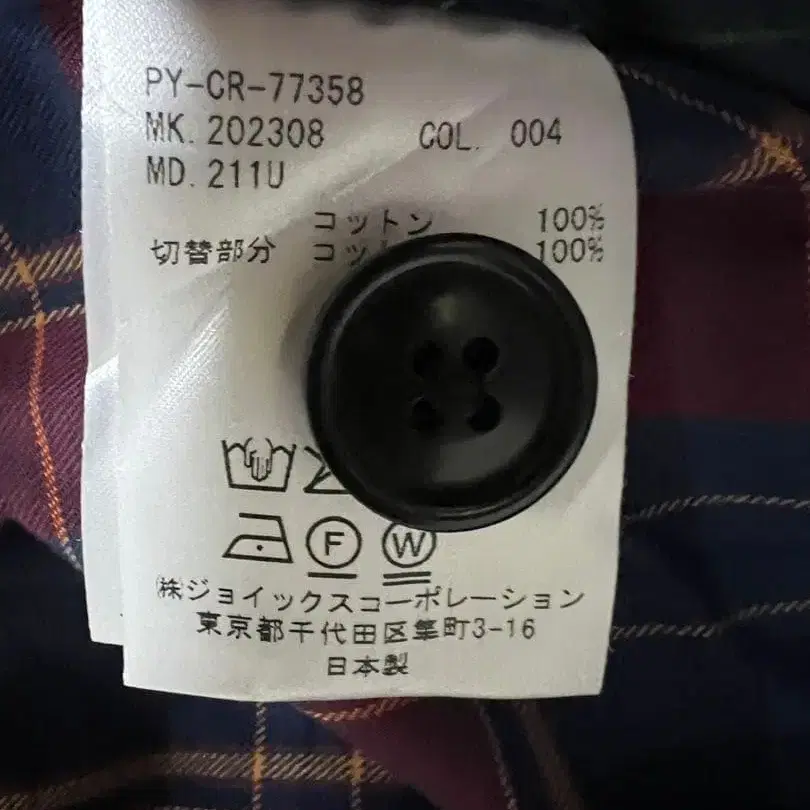 PY-CR-77358
MK. 202308 COL. 004
MD. 211U
コットン 100%
切替部分 コッ 100%
F W
㈱ジョイックスコーポレーション
東京都千代田区隼町3-16
日本製